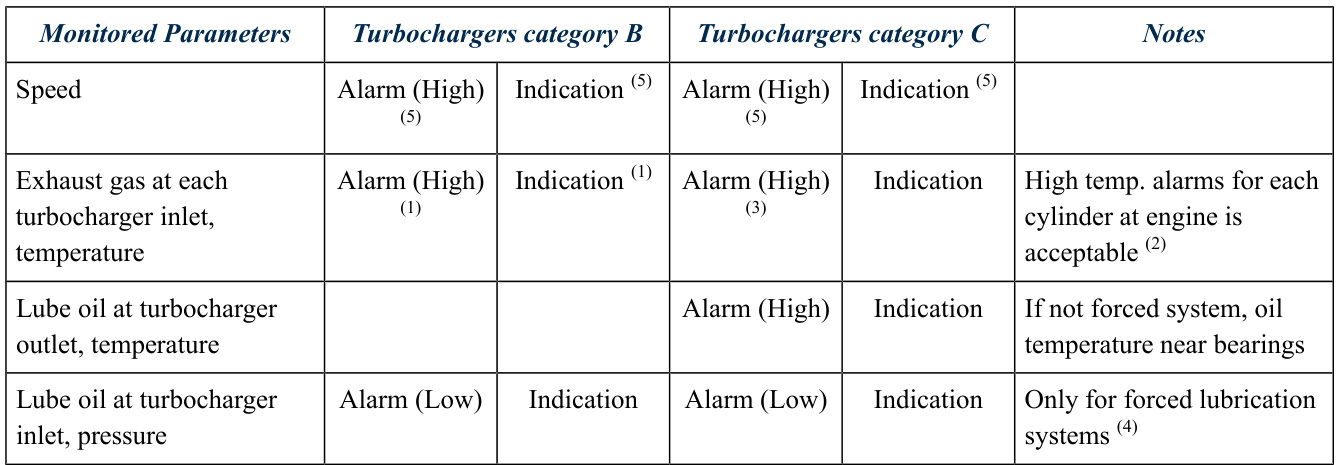 Monitored Parameters Turbochargers category B Turbochargers category C Notes
Speed Alarm (High) Indication (5) Alarm (High) Indication (5)
(5) (5)
Exhaust gas at each Alarm (High) Indication (1) Alarm (High) Indication High temp. alarms for each
turbocharger inlet, (1) (3) cylinder at engine is
temperature acceptable (2)
Lube oil at turbocharger Alarm (High) Indication If not forced system, oil
outlet, temperature temperature near bearings
Lube oil at turbocharger Alarm (Low) Indication Alarm (Low) Indication Only for forced lubrication
inlet, pressure systems (4)